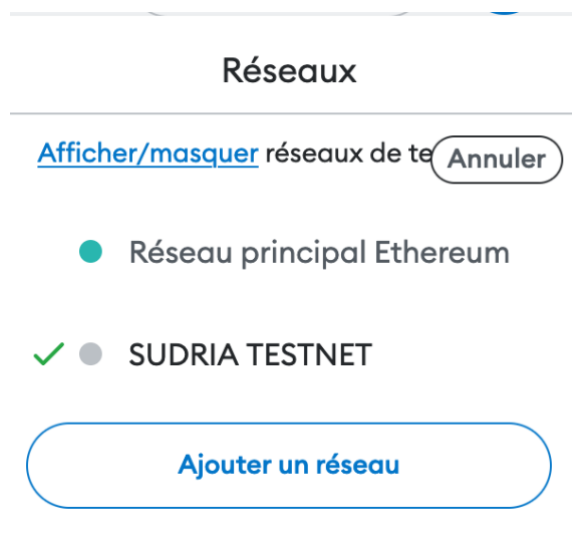 Réseaux
Afficher/masquer réseaux de te
Annuler
Réseau principal Ethereum
SUDRIA TESTNET
Ajouter un réseau